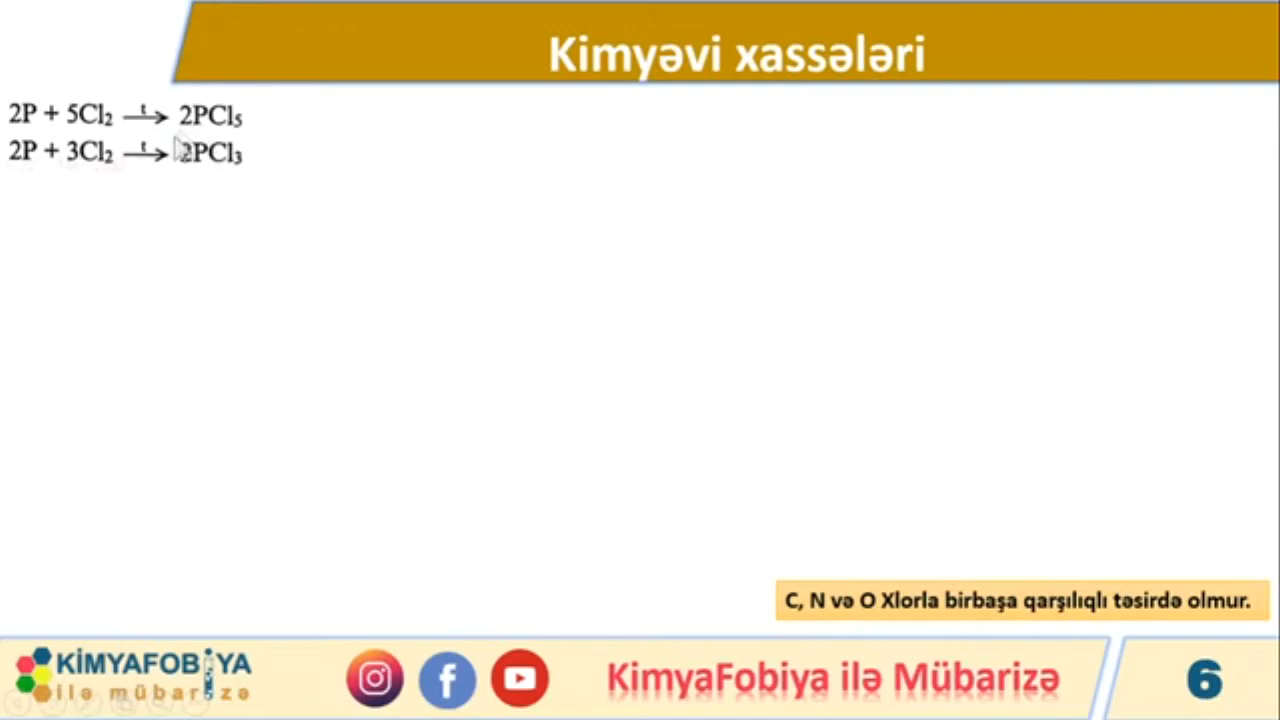 Kimyəvi xassələri
2P + 5Cl₂ —t→ 2PCl₅
2P + 3Cl₂ —t→ 2PCl₃
C, N və O Xlorla birbaşa qarşılıqlı təsirdə olmur.
KİMYAFOBİYA
ilə mübarizə
KimyaFobiya ilə Mübarizə
6